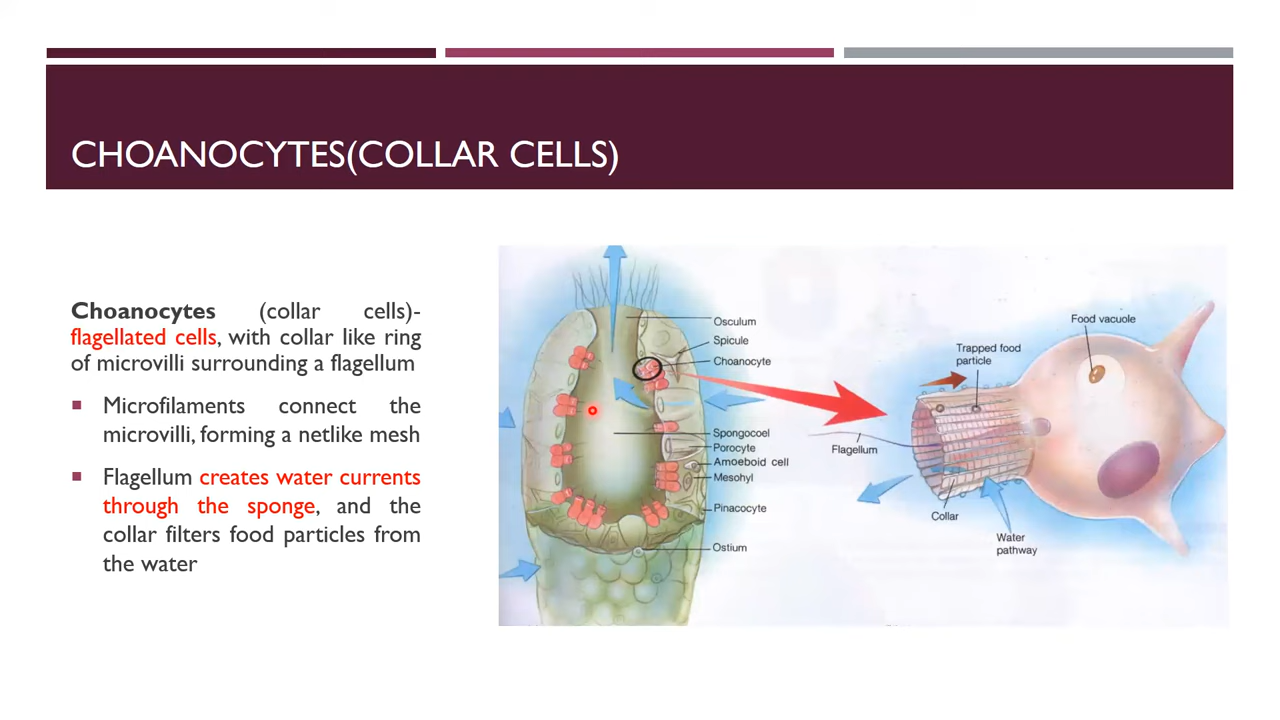 CHOANOCYTES(COLLAR CELLS)
Choanocytes (collar cells)-
flagellated cells, with collar like ring
of microvilli surrounding a flagellum
Microfilaments connect the
microvilli, forming a netlike mesh
Flagellum creates water currents
through the sponge, and the
collar filters food particles from
the water
Osculum
Spicule
Choanocyte
Spongocoel
Porocyte
Amoeboid cell
Mesohyl
Pinacocyte
Ostium
Food vacuole
Trapped food
particle
Flagellum
Collar
Water
pathway